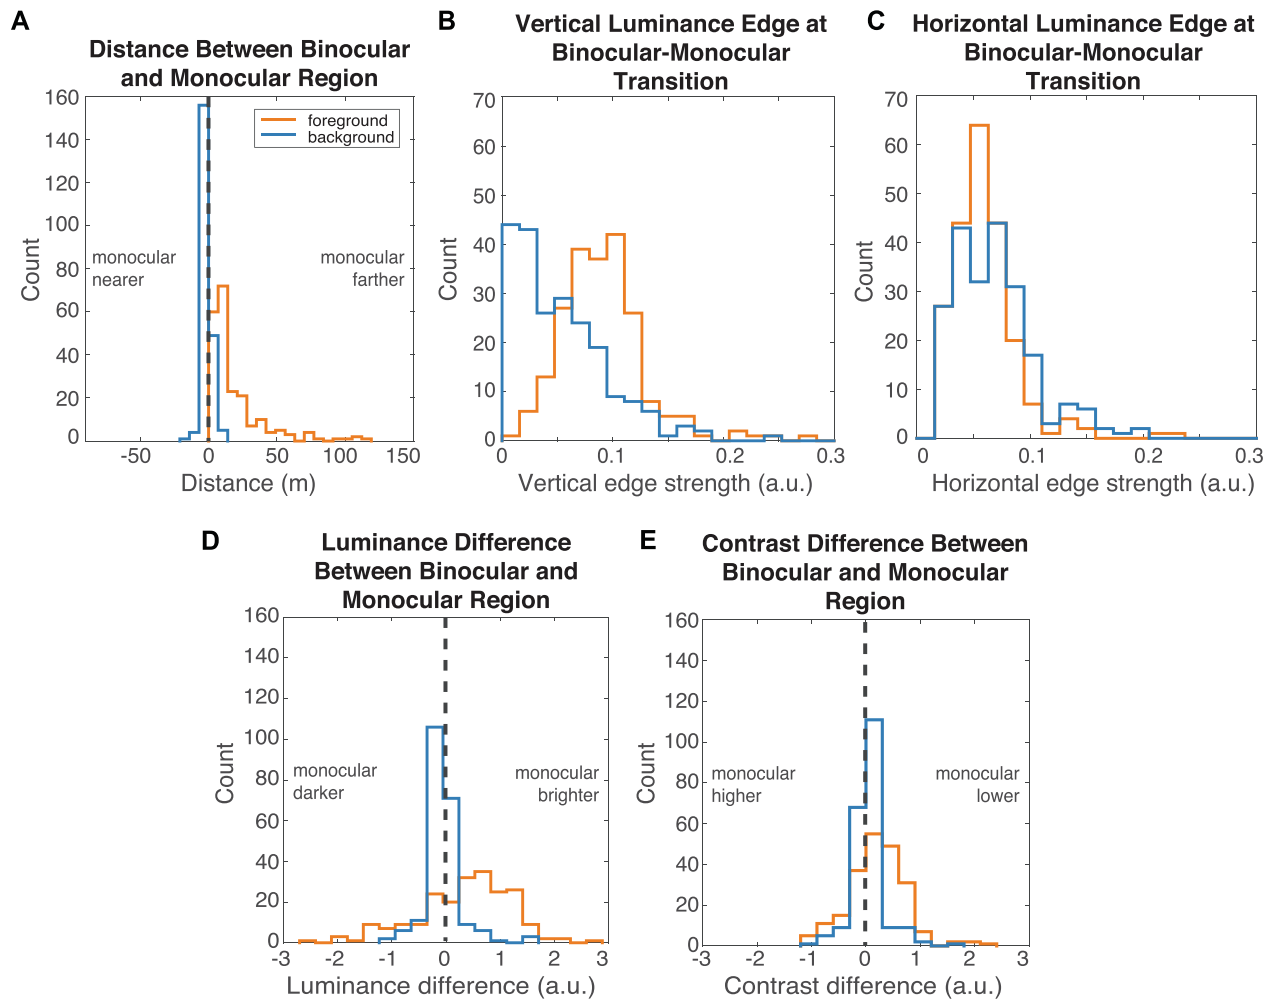 A
Distance Between Binocular
and Monocular Region
160
140
120
100
80
60
40
20
0
Count
foreground
background
monocular
nearer
monocular
farther
-50
0
50
100
150
Distance (m)
B
Vertical Luminance Edge at
Binocular-Monocular
Transition
70
60
50
40
30
20
10
0
Count
0
0.1
0.2
0.3
Vertical edge strength (a.u.)
C
Horizontal Luminance Edge at
Binocular-Monocular
Transition
70
60
50
40
30
20
10
0
Count
0
0.1
0.2
0.3
Horizontal edge strength (a.u.)
D
Luminance Difference
Between Binocular and
Monocular Region
160
140
120
100
80
60
40
20
0
Count
monocular
darker
monocular
brighter
-3
-2
-1
0
1
2
3
Luminance difference (a.u.)
E
Contrast Difference Between
Binocular and Monocular
Region
160
140
120
100
80
60
40
20
0
Count
monocular
higher
monocular
lower
-3
-2
-1
0
1
2
3
Contrast difference (a.u.)